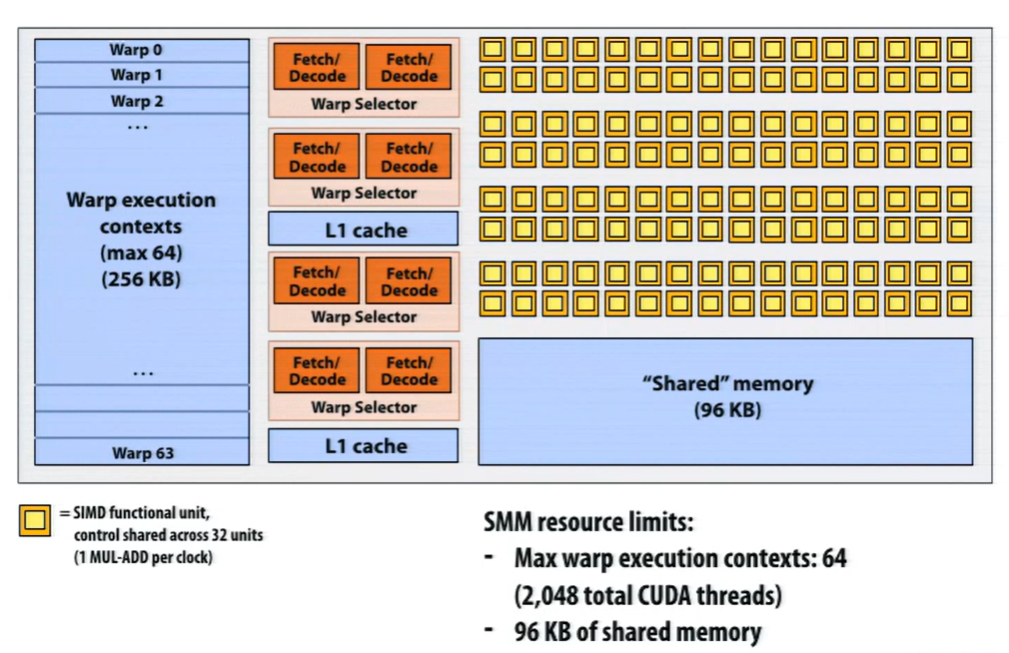 Warp 0
Warp 1
Warp 2
...
Warp execution
contexts
(max 64)
(256 KB)
...
Warp 63
Fetch/
Decode
Fetch/
Decode
Warp Selector
Fetch/
Decode
Fetch/
Decode
Warp Selector
L1 cache
Fetch/
Decode
Fetch/
Decode
Warp Selector
Fetch/
Decode
Fetch/
Decode
Warp Selector
L1 cache
“Shared” memory
(96 KB)
= SIMD functional unit,
control shared across 32 units
(1 MUL-ADD per clock)
SMM resource limits:
- Max warp execution contexts: 64
(2,048 total CUDA threads)
- 96 KB of shared memory